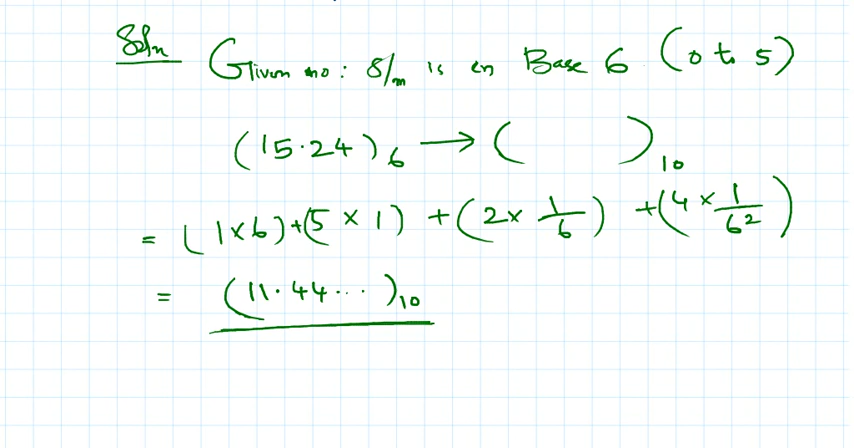 Soln Given no: s/m is in Base 6 (0 to 5)
(15.24)₆ → ( )₁₀
= (1×6)+(5×1) + (2× 1/6) + (4× 1/6²)
= (11.44...)₁₀